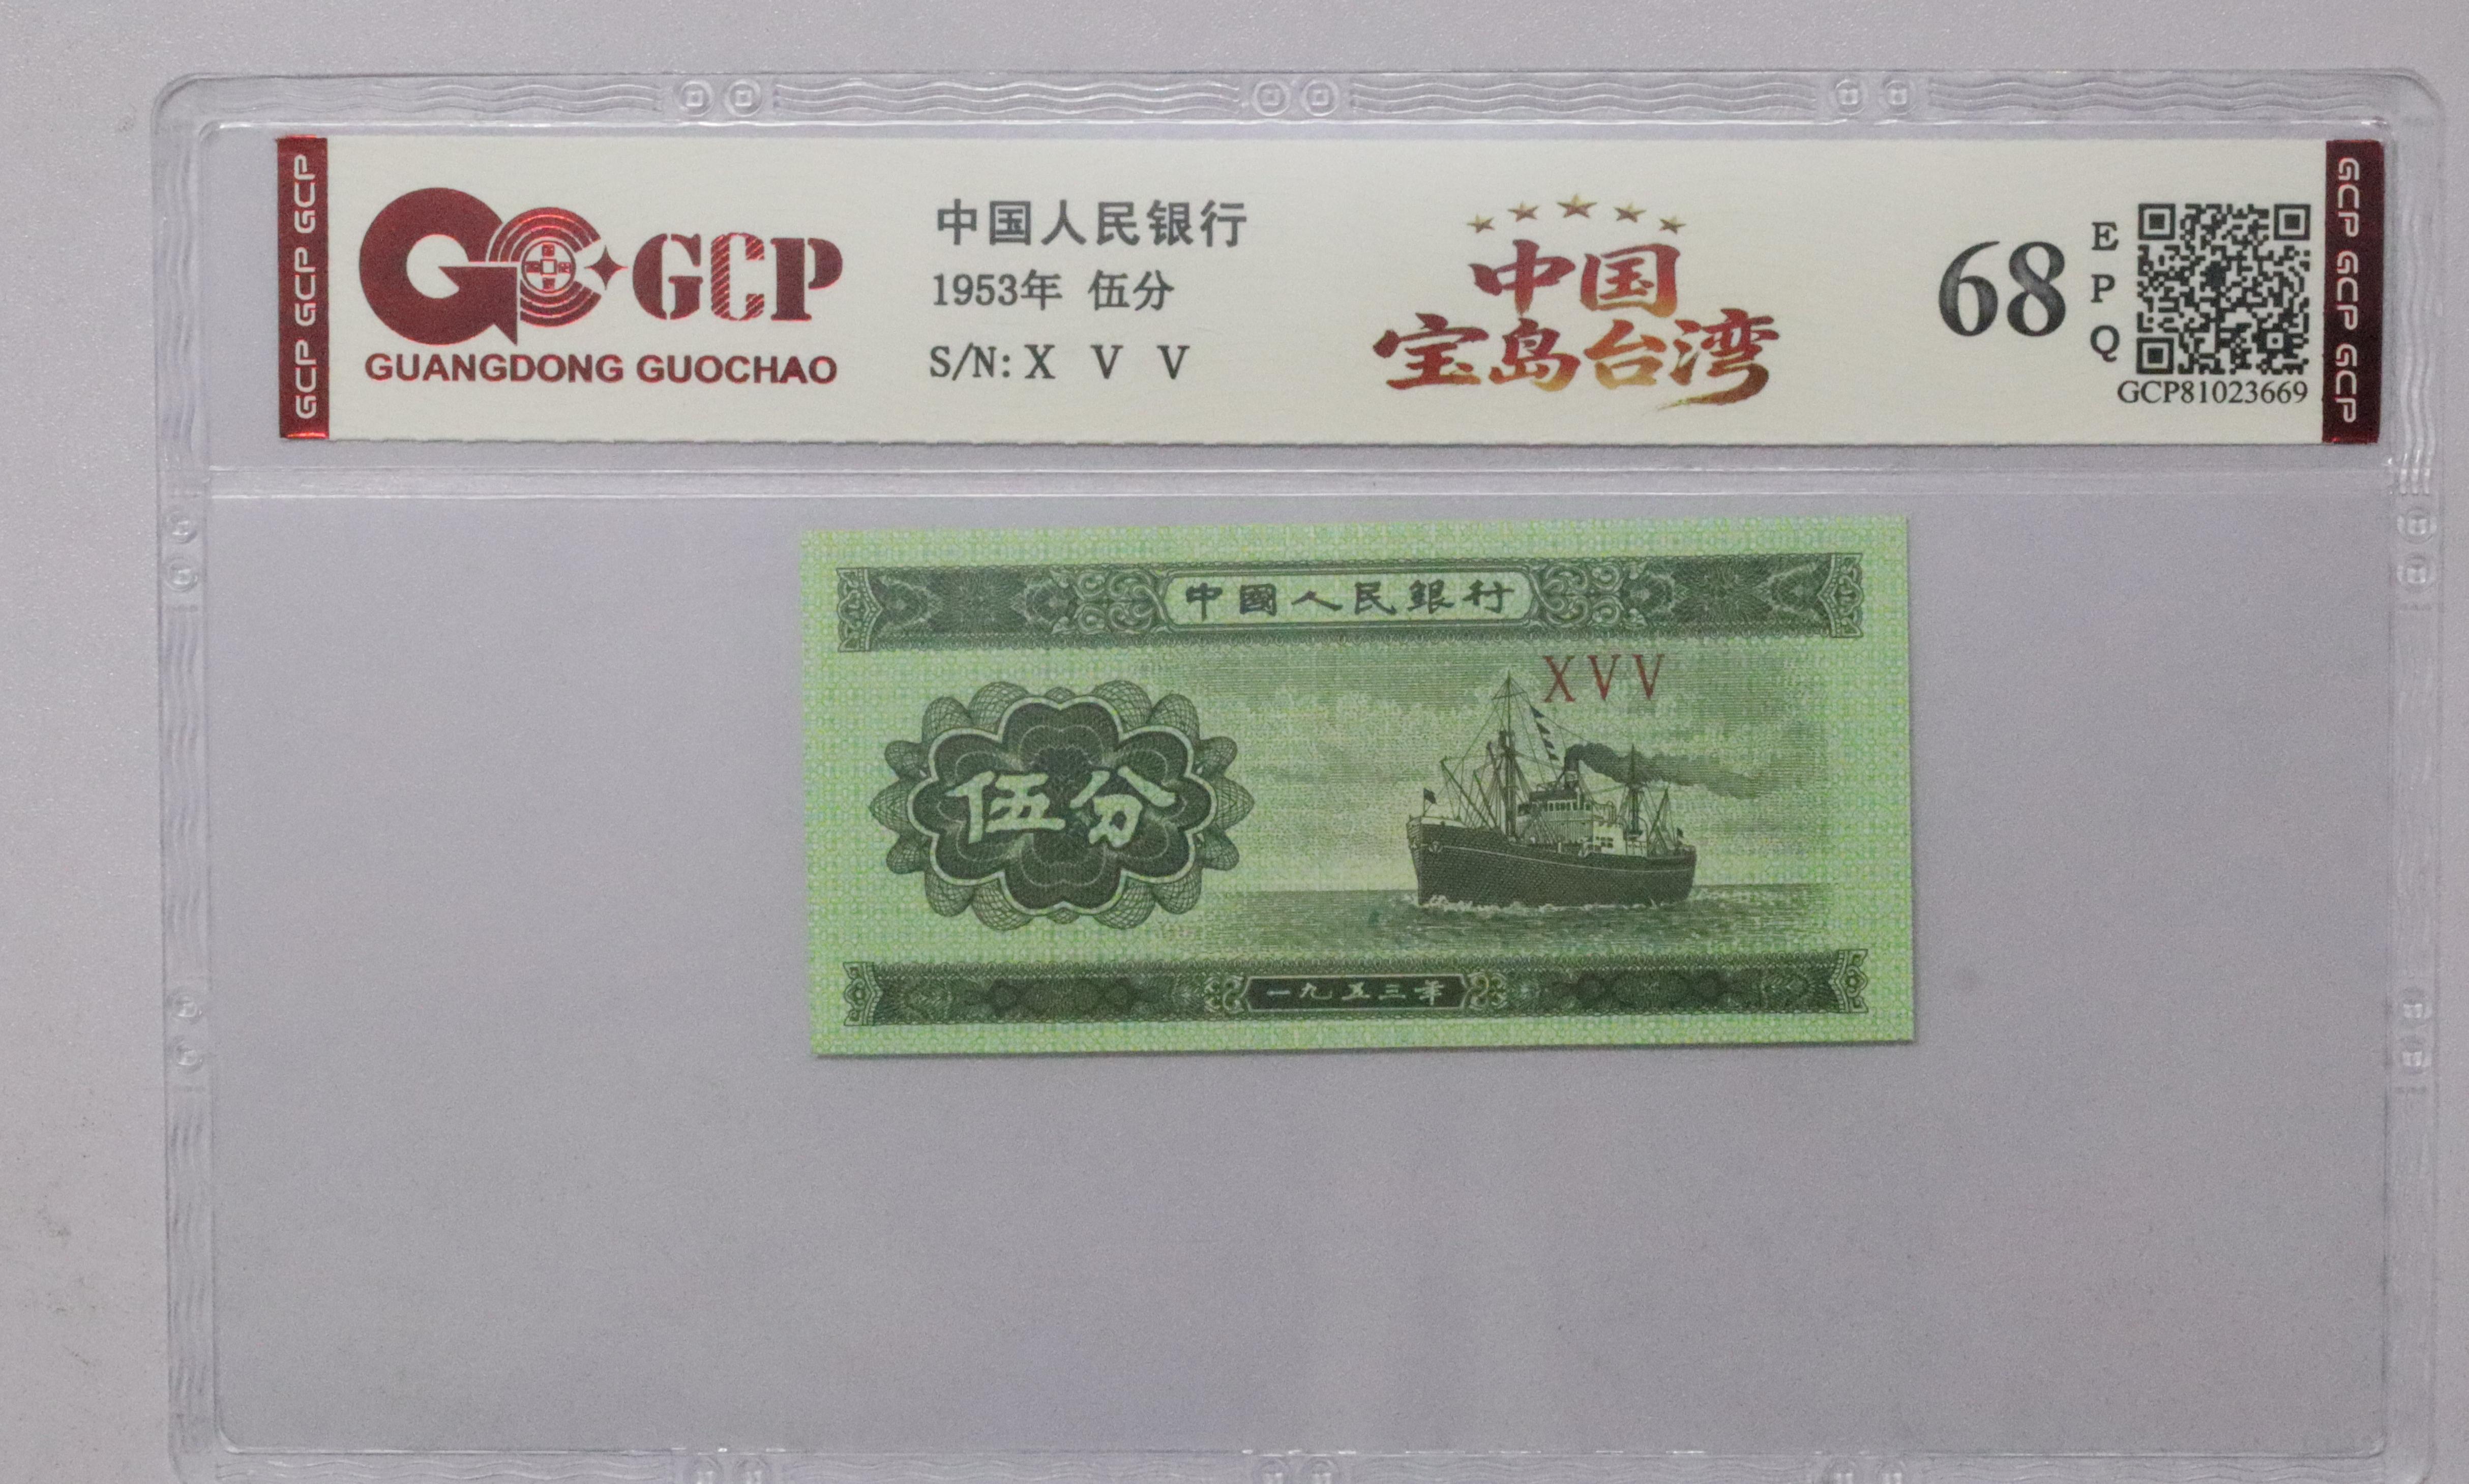 GCP GCP GCP
GCP
GUANGDONG GUOCHAO
中国人民银行
1953年 伍分
S/N: X V V
中国
宝岛台湾
68
E
P
Q
GCP81023669
GCP GCP GCP
中國人民銀行
XVV
伍分
一九五三年